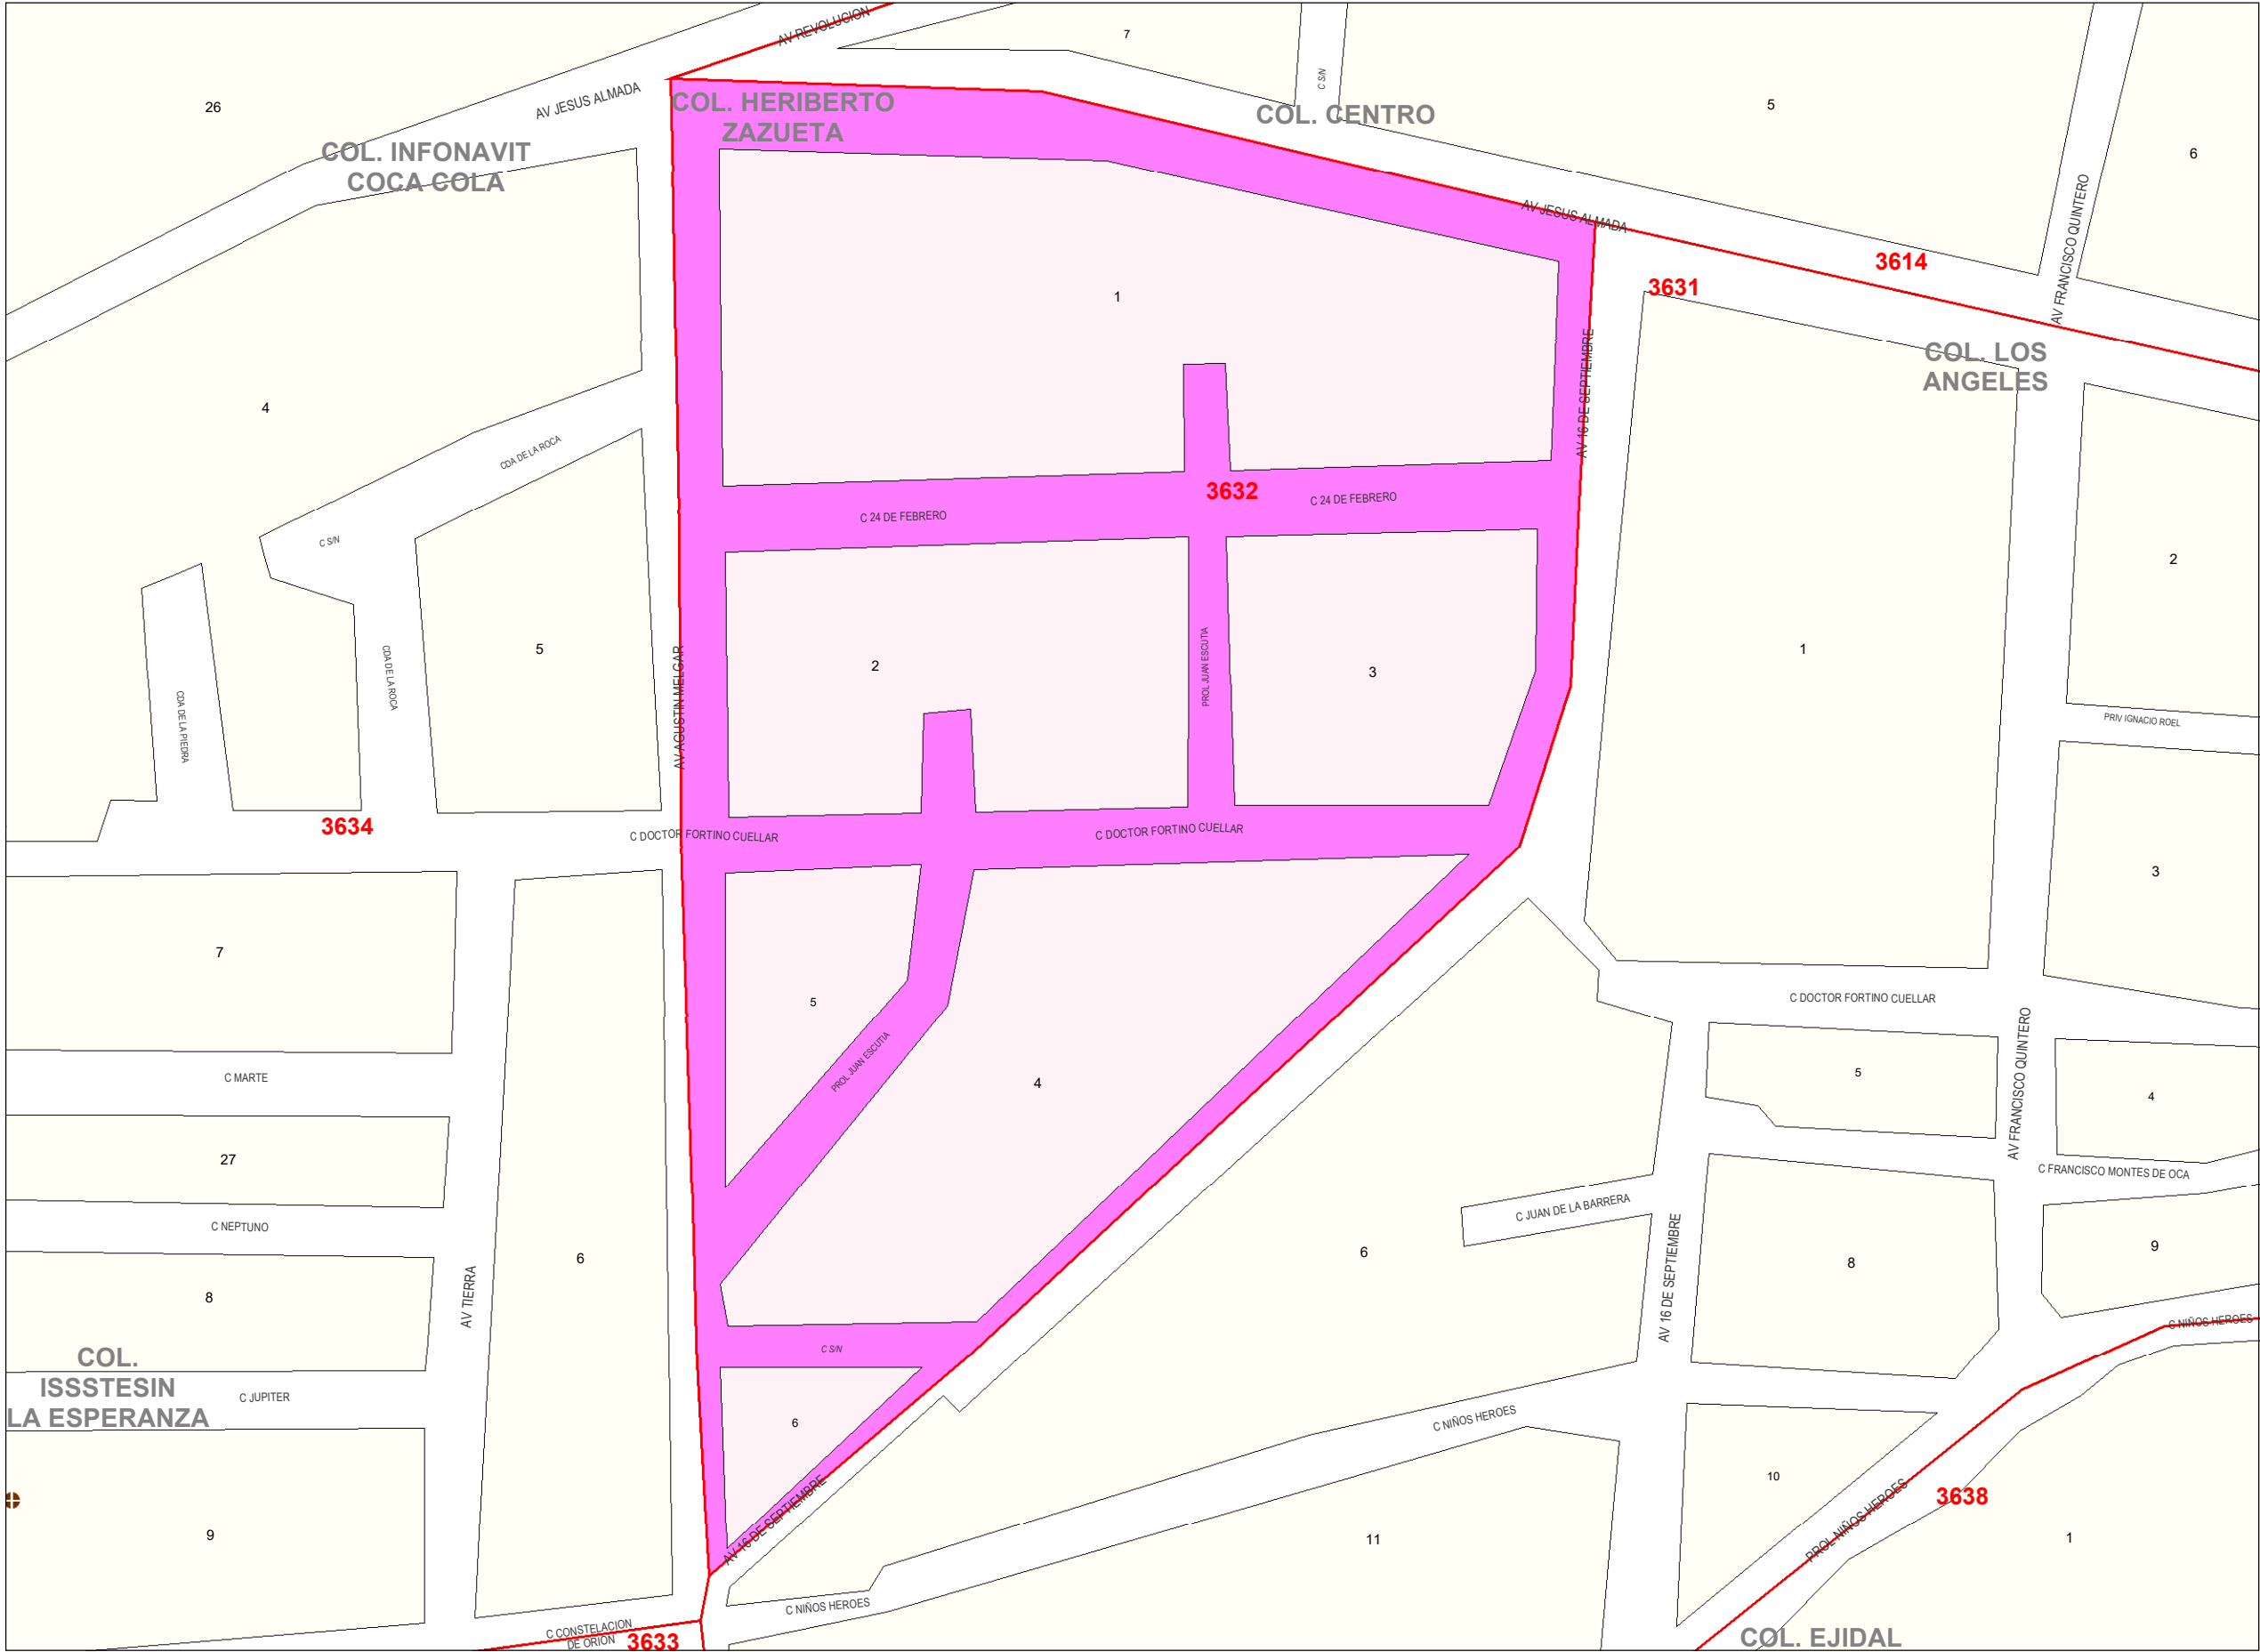 AV REVOLUCION
7
26
AV JESUS ALMADA
COL. HERIBERTO
ZAZUETA
C S/N
COL. CENTRO
5
6
COL. INFONAVIT
COCA COLA
AV JESUS ALMADA
AV FRANCISCO QUINTERO
3614
3631
1
COL. LOS
ANGELES
AV 16 DE SEPTIEMBRE
4
CDA DE LA ROCA
3632
C 24 DE FEBRERO
C 24 DE FEBRERO
C S/N
2
5
AV AGUSTIN MELGAR
2
PROL JUAN ESCUTIA
3
1
CDA DE LA ROCA
CDA DE LA PIEDRA
PRIV IGNACIO ROEL
3634
C DOCTOR FORTINO CUELLAR
C DOCTOR FORTINO CUELLAR
3
7
5
C DOCTOR FORTINO CUELLAR
PROL JUAN ESCUTIA
C MARTE
4
5
AV FRANCISCO QUINTERO
4
27
C FRANCISCO MONTES DE OCA
C NEPTUNO
C JUAN DE LA BARRERA
6
6
AV 16 DE SEPTIEMBRE
8
9
8
AV TIERRA
C NIÑOS HEROES
C S/N
COL.
ISSSTESIN
LA ESPERANZA
C JUPITER
6
C NIÑOS HEROES
10
3638
AV 16 DE SEPTIEMBRE
PROL NIÑOS HEROES
9
11
1
C NIÑOS HEROES
C CONSTELACION
DE ORION
3633
COL. EJIDAL